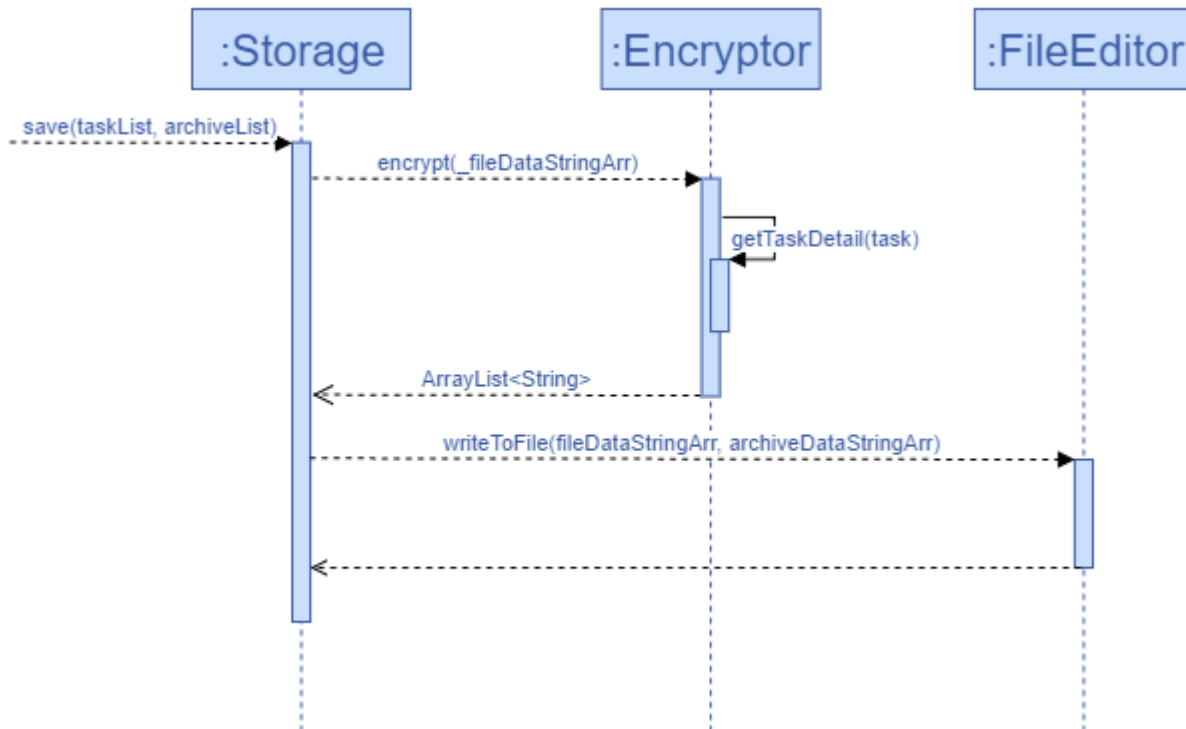 :Storage
:Encryptor
:FileEditor
save(taskList, archiveList)
encrypt(_fileDataStringArr)
getTaskDetail(task)
ArrayList<String>
writeToFile(fileDataStringArr, archiveDataStringArr)